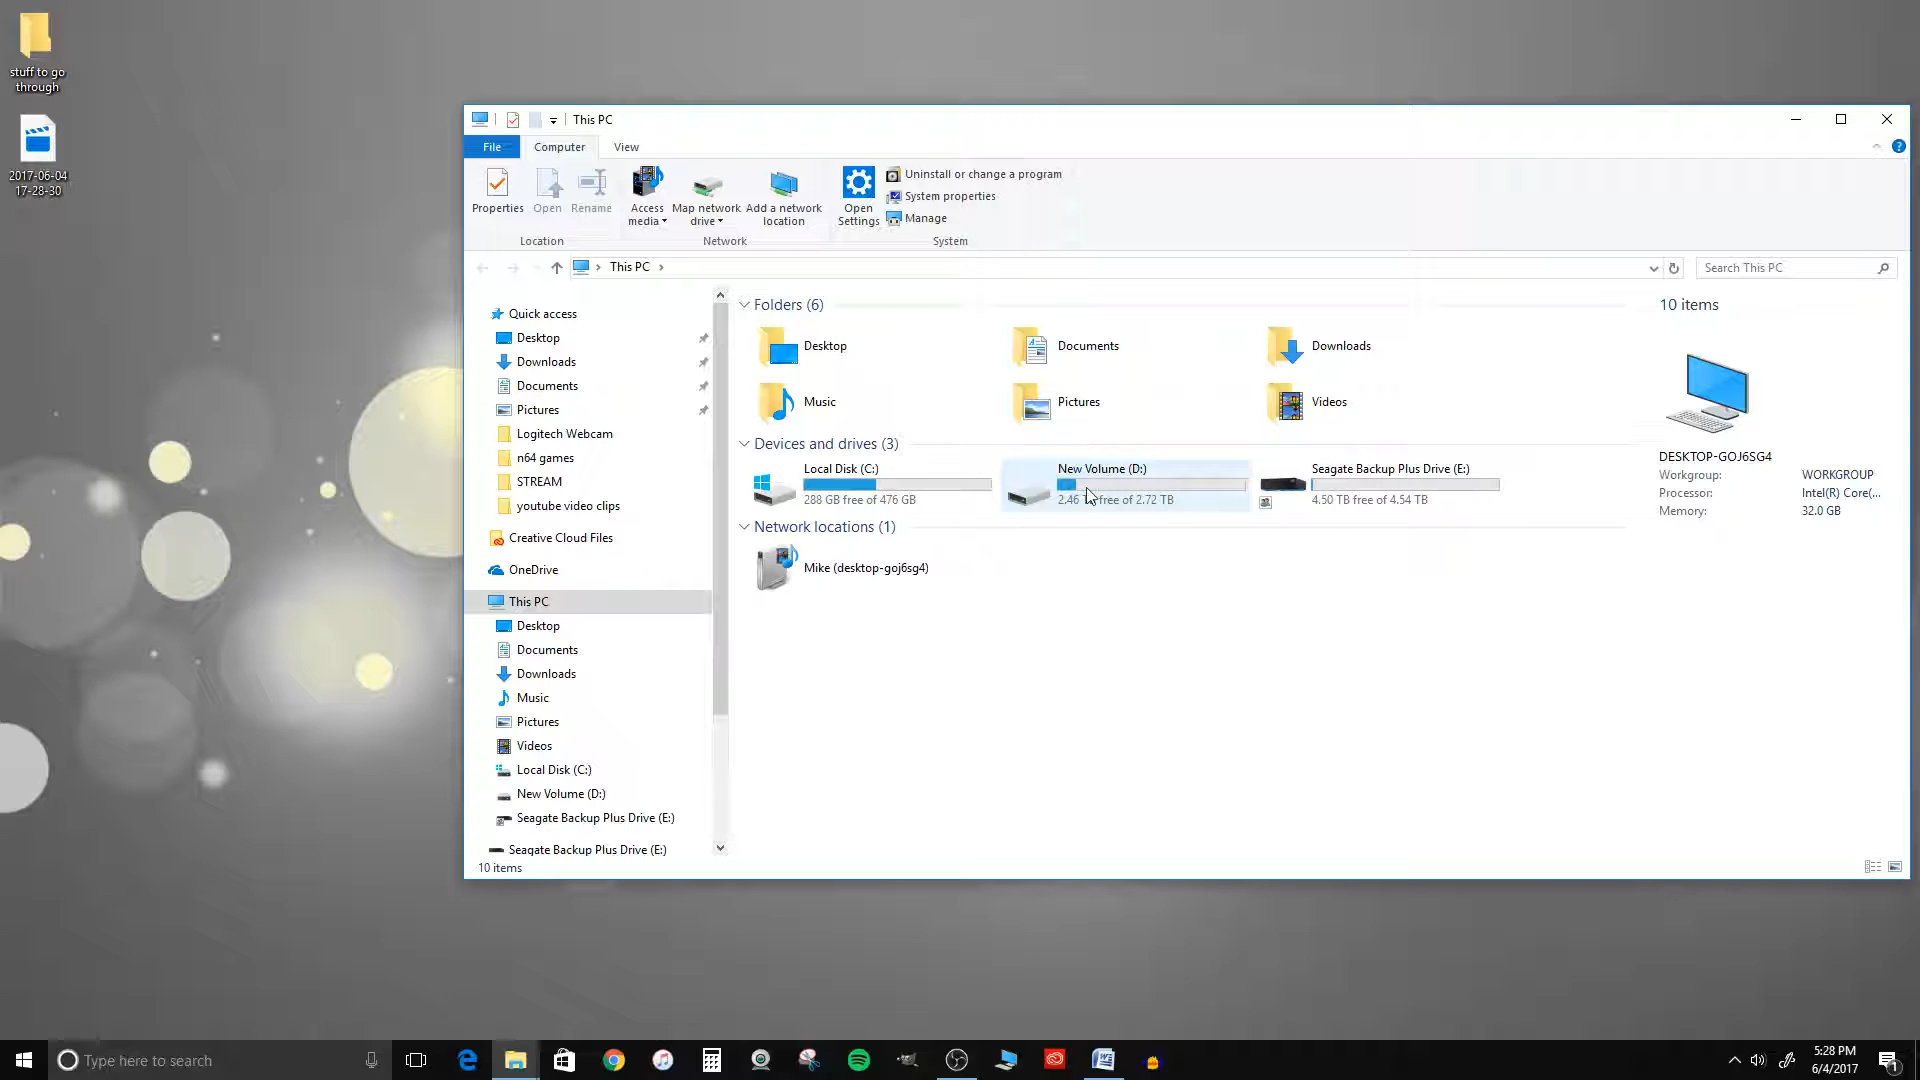 stuff to go
through
2017-06-04
17-28-30
This PC
File
Computer
View
Properties
Open
Rename
Access
media
Map network
drive
Add a network
location
Open
Settings
Uninstall or change a program
System properties
Manage
Location
Network
System
This PC
Search This PC
Quick access
Desktop
Downloads
Documents
Pictures
Logitech Webcam
n64 games
STREAM
youtube video clips
Creative Cloud Files
OneDrive
This PC
Desktop
Documents
Downloads
Music
Pictures
Videos
Local Disk (C:)
New Volume (D:)
Seagate Backup Plus Drive (E:)
Seagate Backup Plus Drive (E:)
10 items
Folders (6)
Desktop
Documents
Downloads
Music
Pictures
Videos
Devices and drives (3)
Local Disk (C:)
288 GB free of 476 GB
New Volume (D:)
2.46 free of 2.72 TB
Seagate Backup Plus Drive (E:)
4.50 TB free of 4.54 TB
Network locations (1)
Mike (desktop-goj6sg4)
10 items
DESKTOP-GOJ6SG4
Workgroup: WORKGROUP
Processor: Intel(R) Core(...
Memory: 32.0 GB
Type here to search
5:28 PM
6/4/2017
1